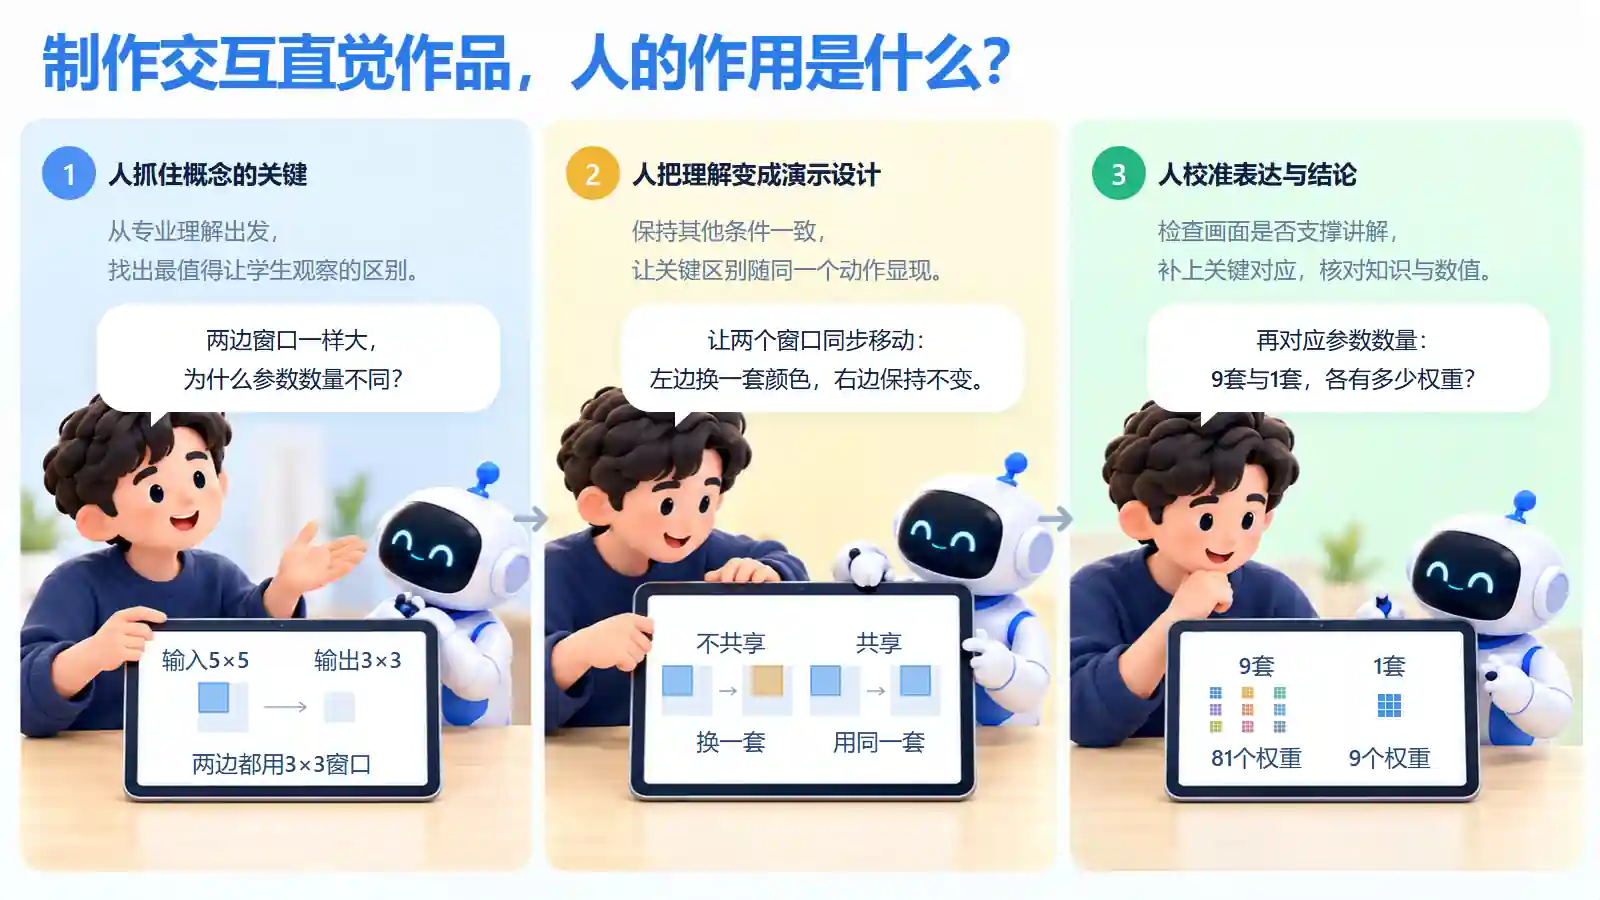 制作交互直觉作品，人的作用是什么？
1
人抓住概念的关键
从专业理解出发，
找出最值得让学生观察的区别。
两边窗口一样大，
为什么参数数量不同？
输入5×5
输出3×3
两边都用3×3窗口
2
人把理解变成演示设计
保持其他条件一致，
让关键区别随同一个动作显现。
让两个窗口同步移动：
左边换一套颜色，右边保持不变。
不共享
共享
换一套
用同一套
3
人校准表达与结论
检查画面是否支撑讲解，
补上关键对应，核对知识与数值。
再对应参数数量：
9套与1套，各有多少权重？
9套
1套
81个权重
9个权重